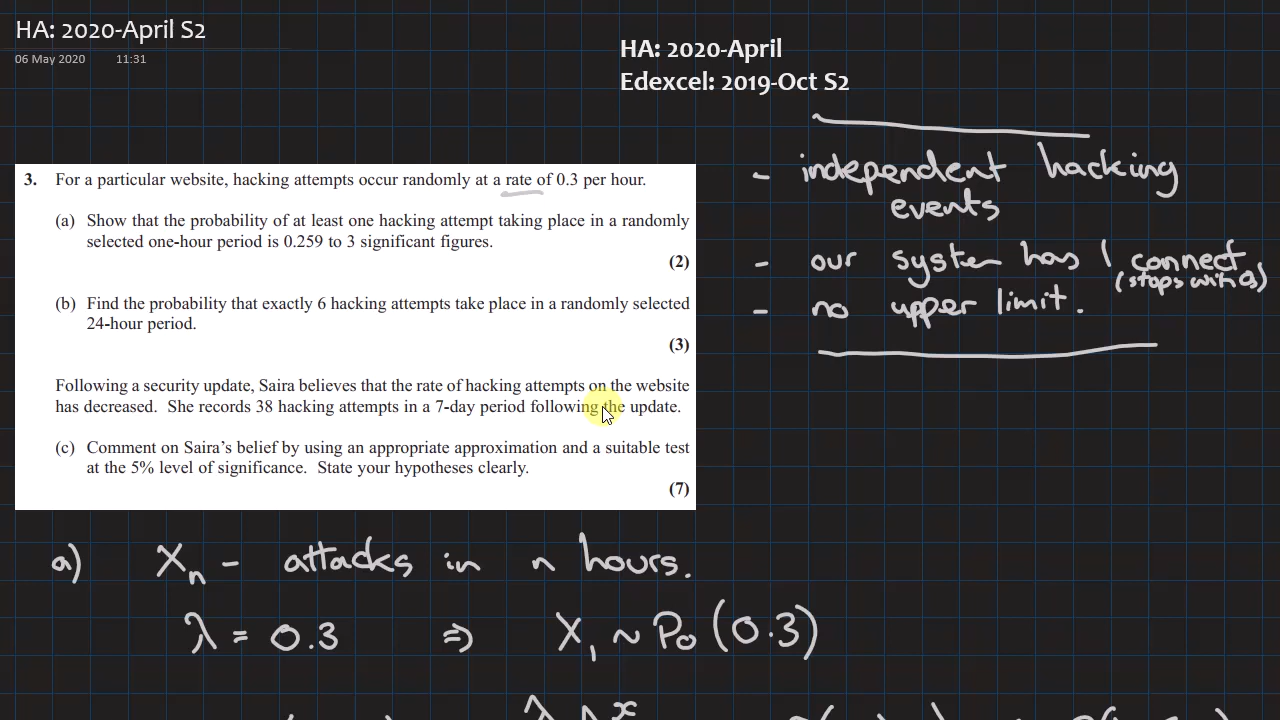 HA: 2020-April S2
06 May 2020 11:31
HA: 2020-April
Edexcel: 2019-Oct S2
- independent hacking
events
- our system has 1 connect
(stops with a)
- no upper limit.
3. For a particular website, hacking attempts occur randomly at a rate of 0.3 per hour.
(a) Show that the probability of at least one hacking attempt taking place in a randomly
selected one-hour period is 0.259 to 3 significant figures.
(2)
(b) Find the probability that exactly 6 hacking attempts take place in a randomly selected
24-hour period.
(3)
Following a security update, Saira believes that the rate of hacking attempts on the website
has decreased. She records 38 hacking attempts in a 7-day period following the update.
(c) Comment on Saira's belief by using an appropriate approximation and a suitable test
at the 5% level of significance. State your hypotheses clearly.
(7)
a) Xn - attacks in n hours.
λ = 0.3 ⇒ X₁ ~ Po (0.3)